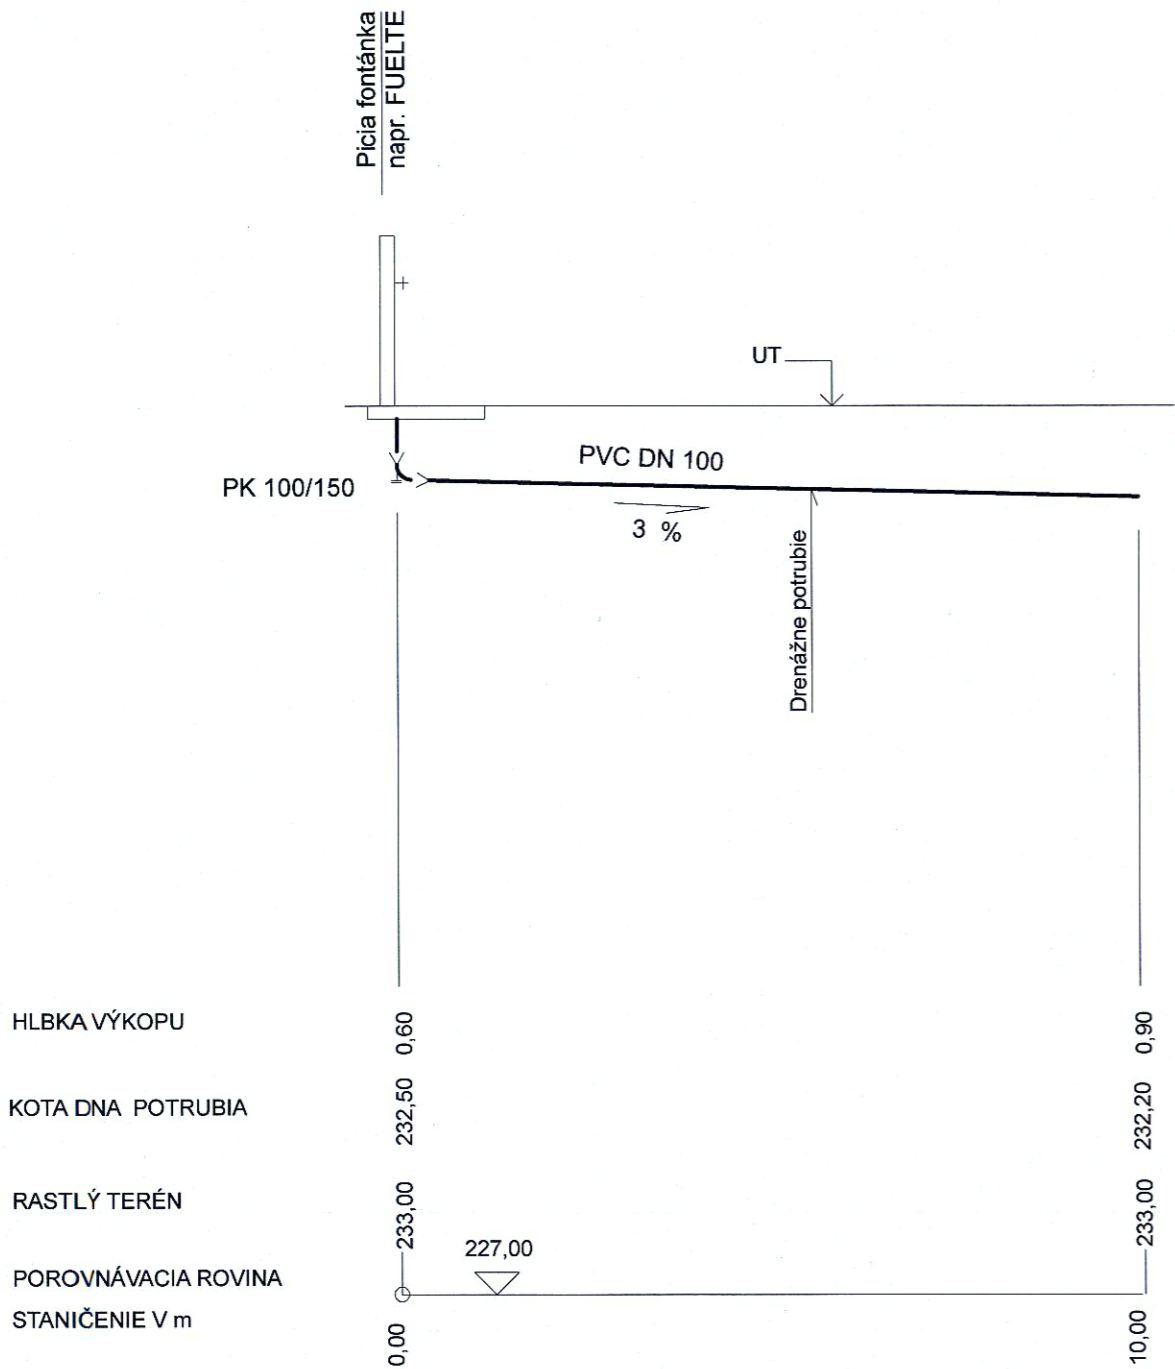 Picia fontánka
napr. FUELTE
UT
PVC DN 100
PK 100/150
3 %
Drenážne potrubie
HLBKA VÝKOPU 0,60 0,90
KOTA DNA POTRUBIA 232,50 232,20
RASTLÝ TERÉN 233,00 233,00
227,00
POROVNÁVACIA ROVINA
STANIČENIE V m 0,00 10,00